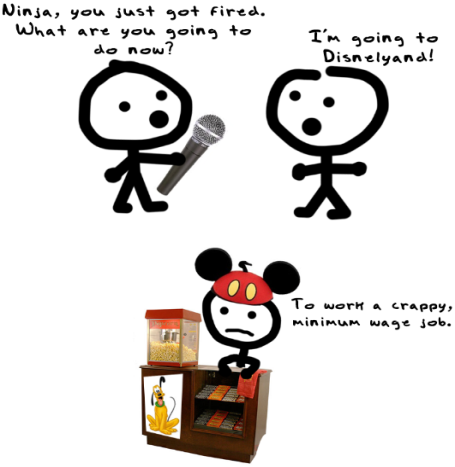 Ninja, you just got fired.
What are you going to
do now?
I'm going to
Disnelyand!
To work a crappy,
minimum wage job.